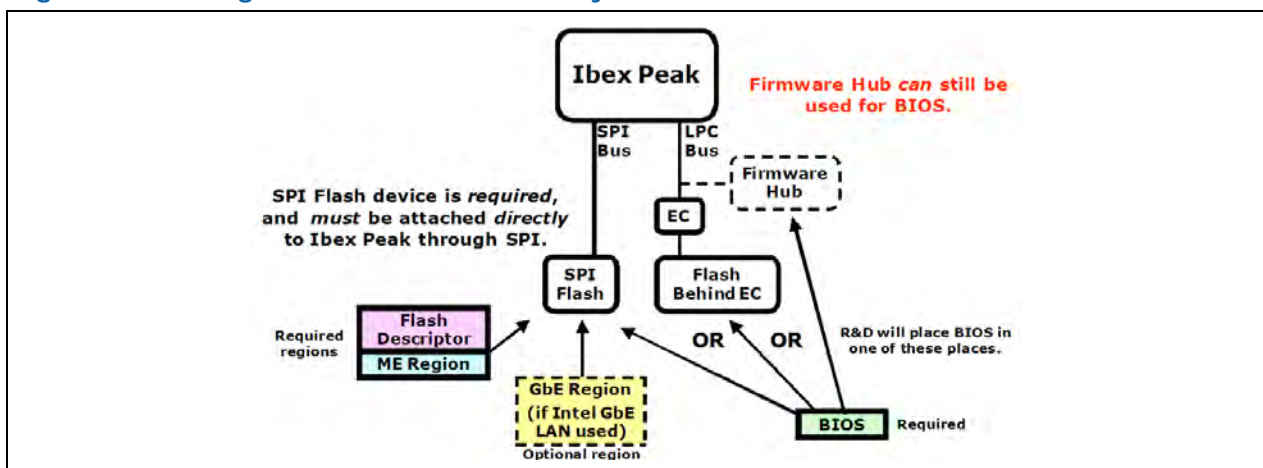 Ibex Peak
Firmware Hub can still be
used for BIOS.
SPI
Bus
LPC
Bus
Firmware
Hub
SPI Flash device is required,
and must be attached directly
to Ibex Peak through SPI.
EC
SPI
Flash
Flash
Behind EC
Required
regions
Flash
Descriptor
ME Region
OR
OR
R&D will place BIOS in
one of these places.
GbE Region
(if Intel GbE
LAN used)
Optional region
BIOS
Required